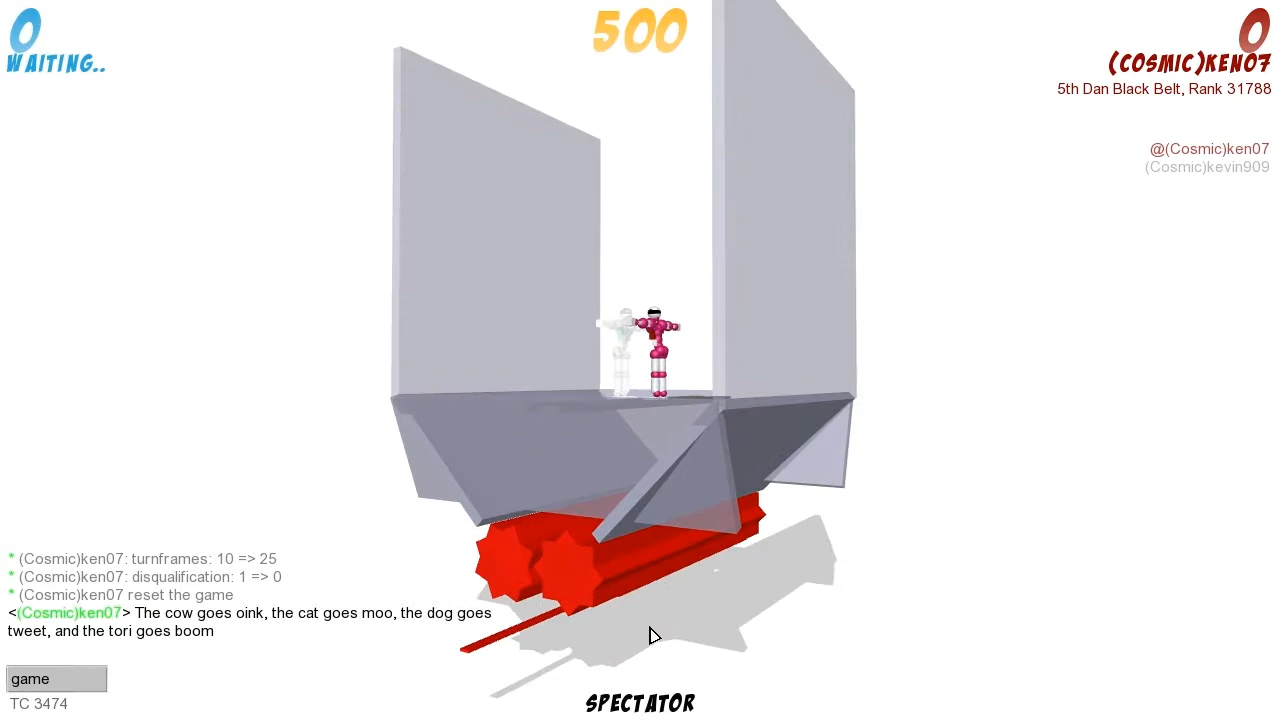 0
500
0
WAITING..
(COSMIC)KEN07
5th Dan Black Belt, Rank 31788
@(Cosmic)ken07
(Cosmic)kevin909
* (Cosmic)ken07: turnframes: 10 => 25
* (Cosmic)ken07: disqualification: 1 => 0
* (Cosmic)ken07 reset the game
<(Cosmic)ken07> The cow goes oink, the cat goes moo, the dog goes
tweet, and the tori goes boom
game
TC 3474
SPECTATOR